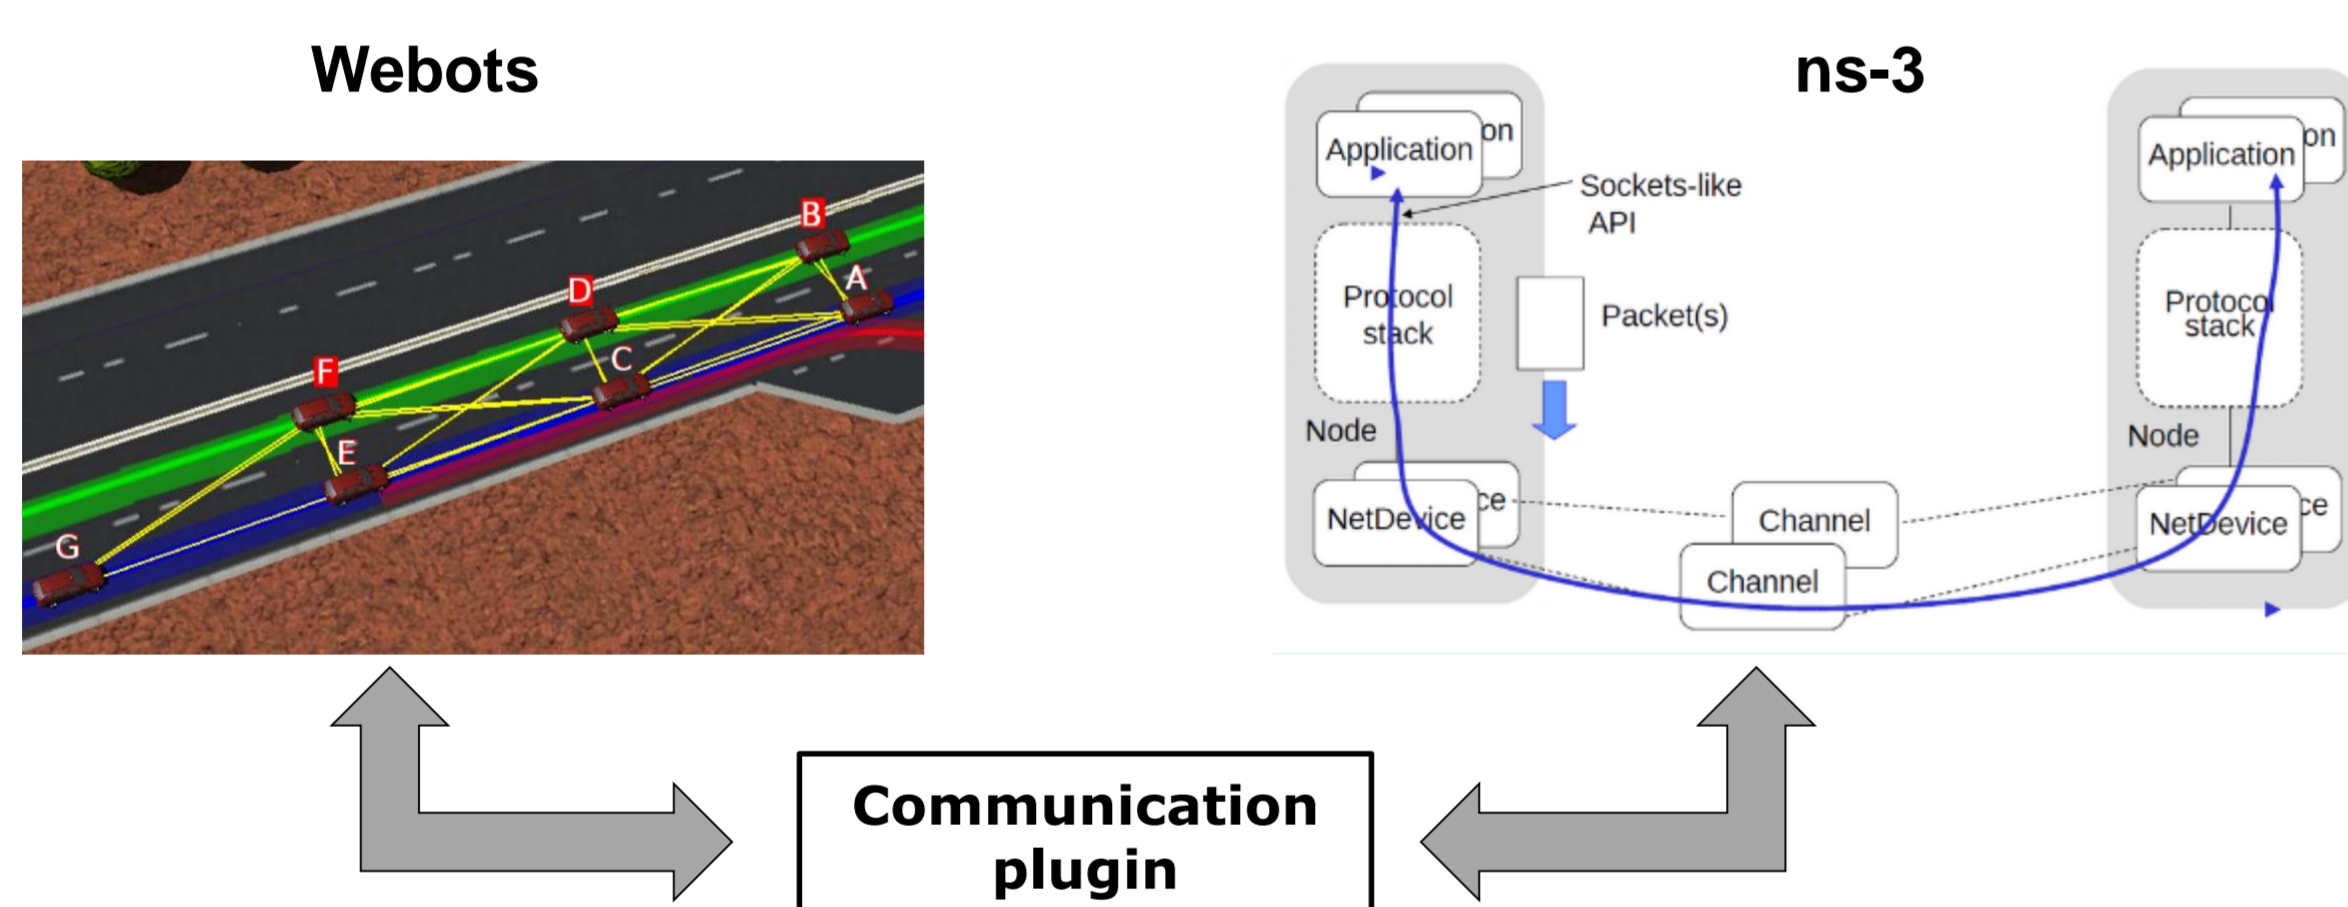 Webots
B
A
D
C
F
E
G
ns-3
Application
on
Sockets-like
API
Protocol
stack
Packet(s)
Node
NetDevice
ce
Channel
Channel
Application
on
Protocol
stack
Node
NetDevice
ce
Communication
plugin